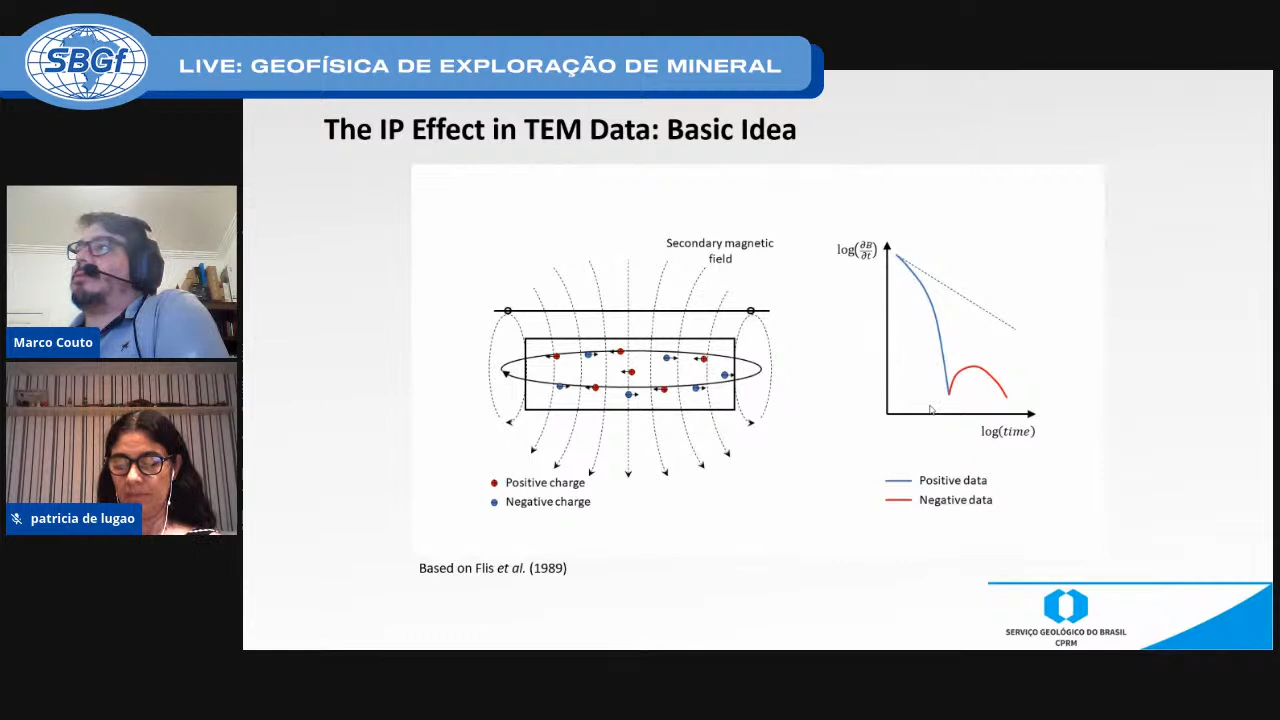 SBGf
LIVE: GEOFÍSICA DE EXPLORAÇÃO DE MINERAL
The IP Effect in TEM Data: Basic Idea
Marco Couto
patricia de lugao
Secondary magnetic
field
Positive charge
Negative charge
log(∂B/∂t)
log(time)
Positive data
Negative data
Based on Flis et al. (1989)
SERVIÇO GEOLÓGICO DO BRASIL
CPRM